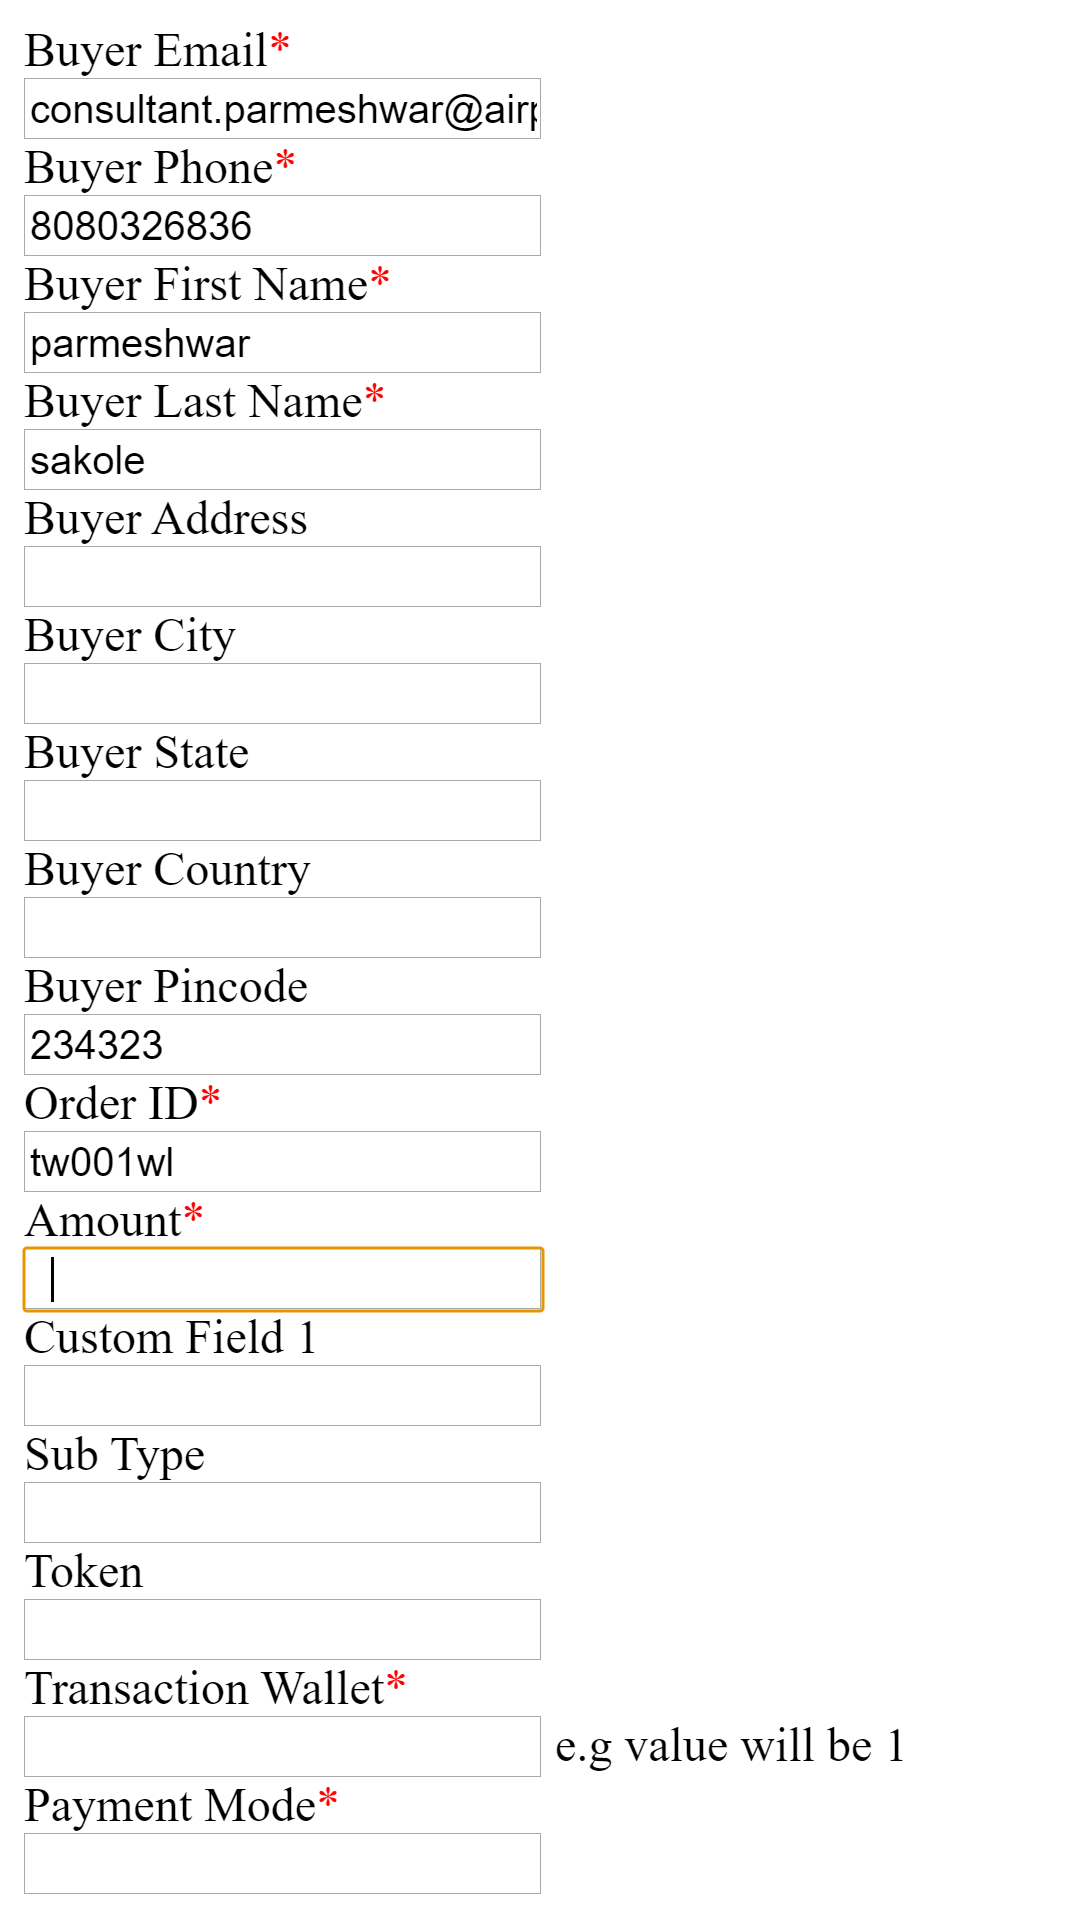 Buyer Email*
consultant.parmeshwar@air
Buyer Phone*
8080326836
Buyer First Name*
parmeshwar
Buyer Last Name*
sakole
Buyer Address
Buyer City
Buyer State
Buyer Country
Buyer Pincode
234323
Order ID*
tw001wl
Amount*
Custom Field 1
Sub Type
Token
Transaction Wallet*
e.g value will be 1
Payment Mode*